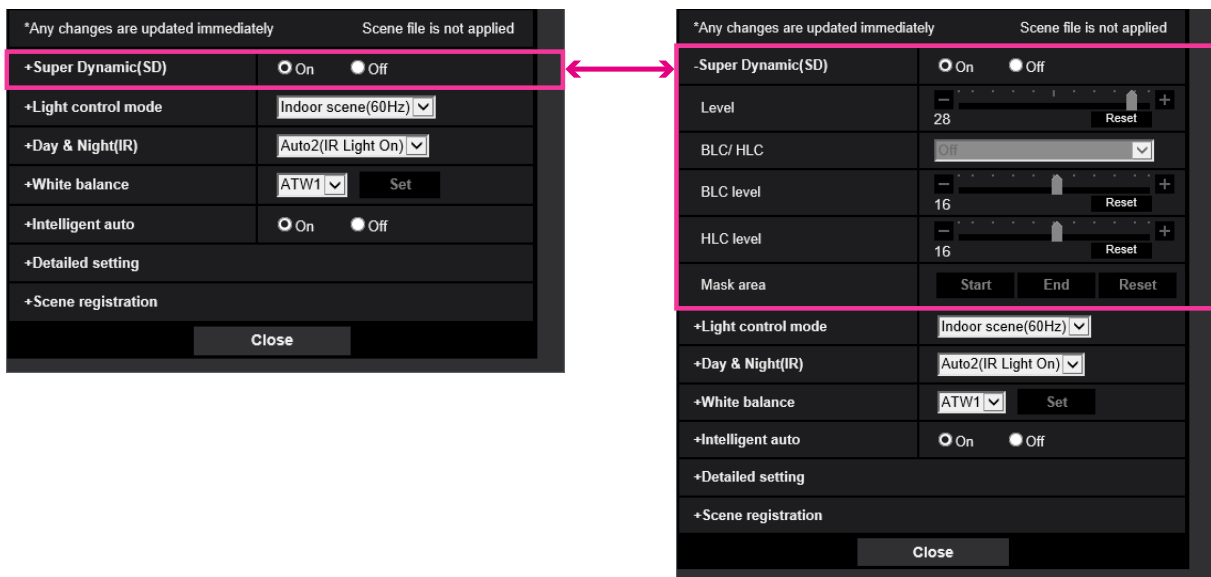 *Any changes are updated immediately Scene file is not applied
+Super Dynamic(SD) On Off
+Light control mode Indoor scene(60Hz)
+Day & Night(IR) Auto2(IR Light On)
+White balance ATW1 Set
+Intelligent auto On Off
+Detailed setting
+Scene registration
Close
*Any changes are updated immediately Scene file is not applied
-Super Dynamic(SD) On Off
Level 28 Reset
BLC/ HLC Off
BLC level 16 Reset
HLC level 16 Reset
Mask area Start End Reset
+Light control mode Indoor scene(60Hz)
+Day & Night(IR) Auto2(IR Light On)
+White balance ATW1 Set
+Intelligent auto On Off
+Detailed setting
+Scene registration
Close